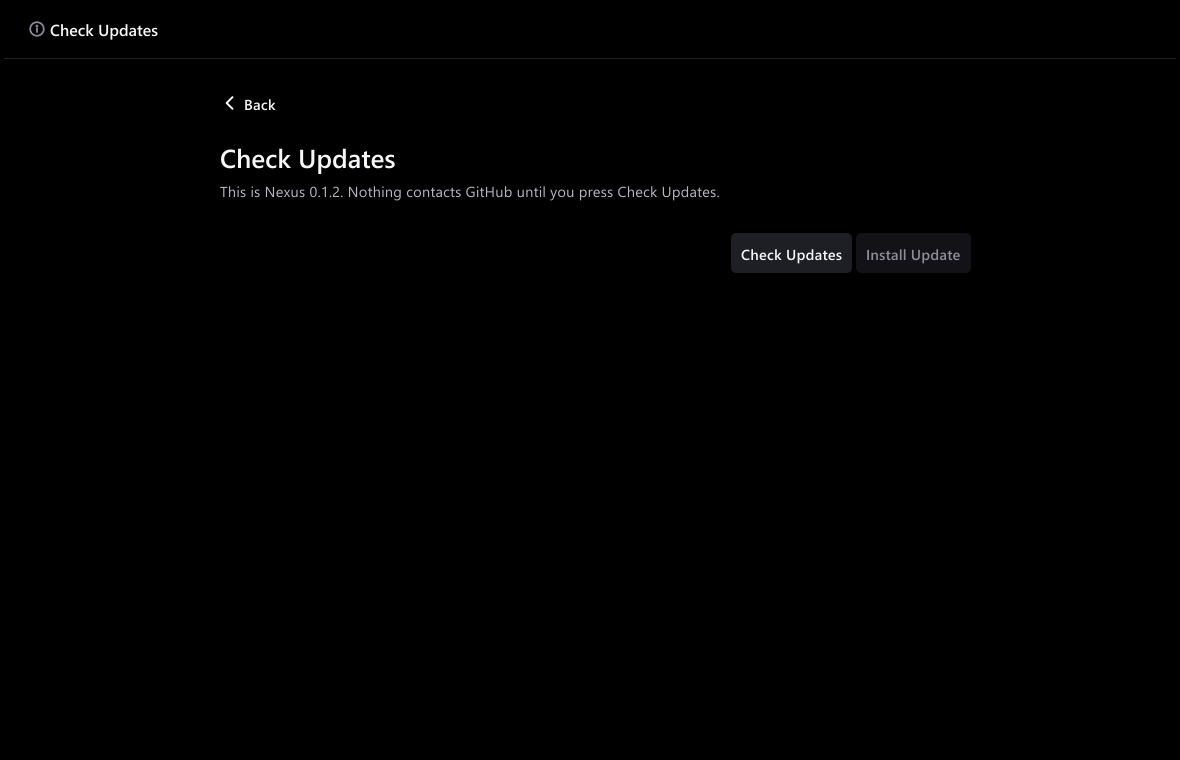 Check Updates
Back
Check Updates
This is Nexus 0.1.2. Nothing contacts GitHub until you press Check Updates.
Check Updates
Install Update